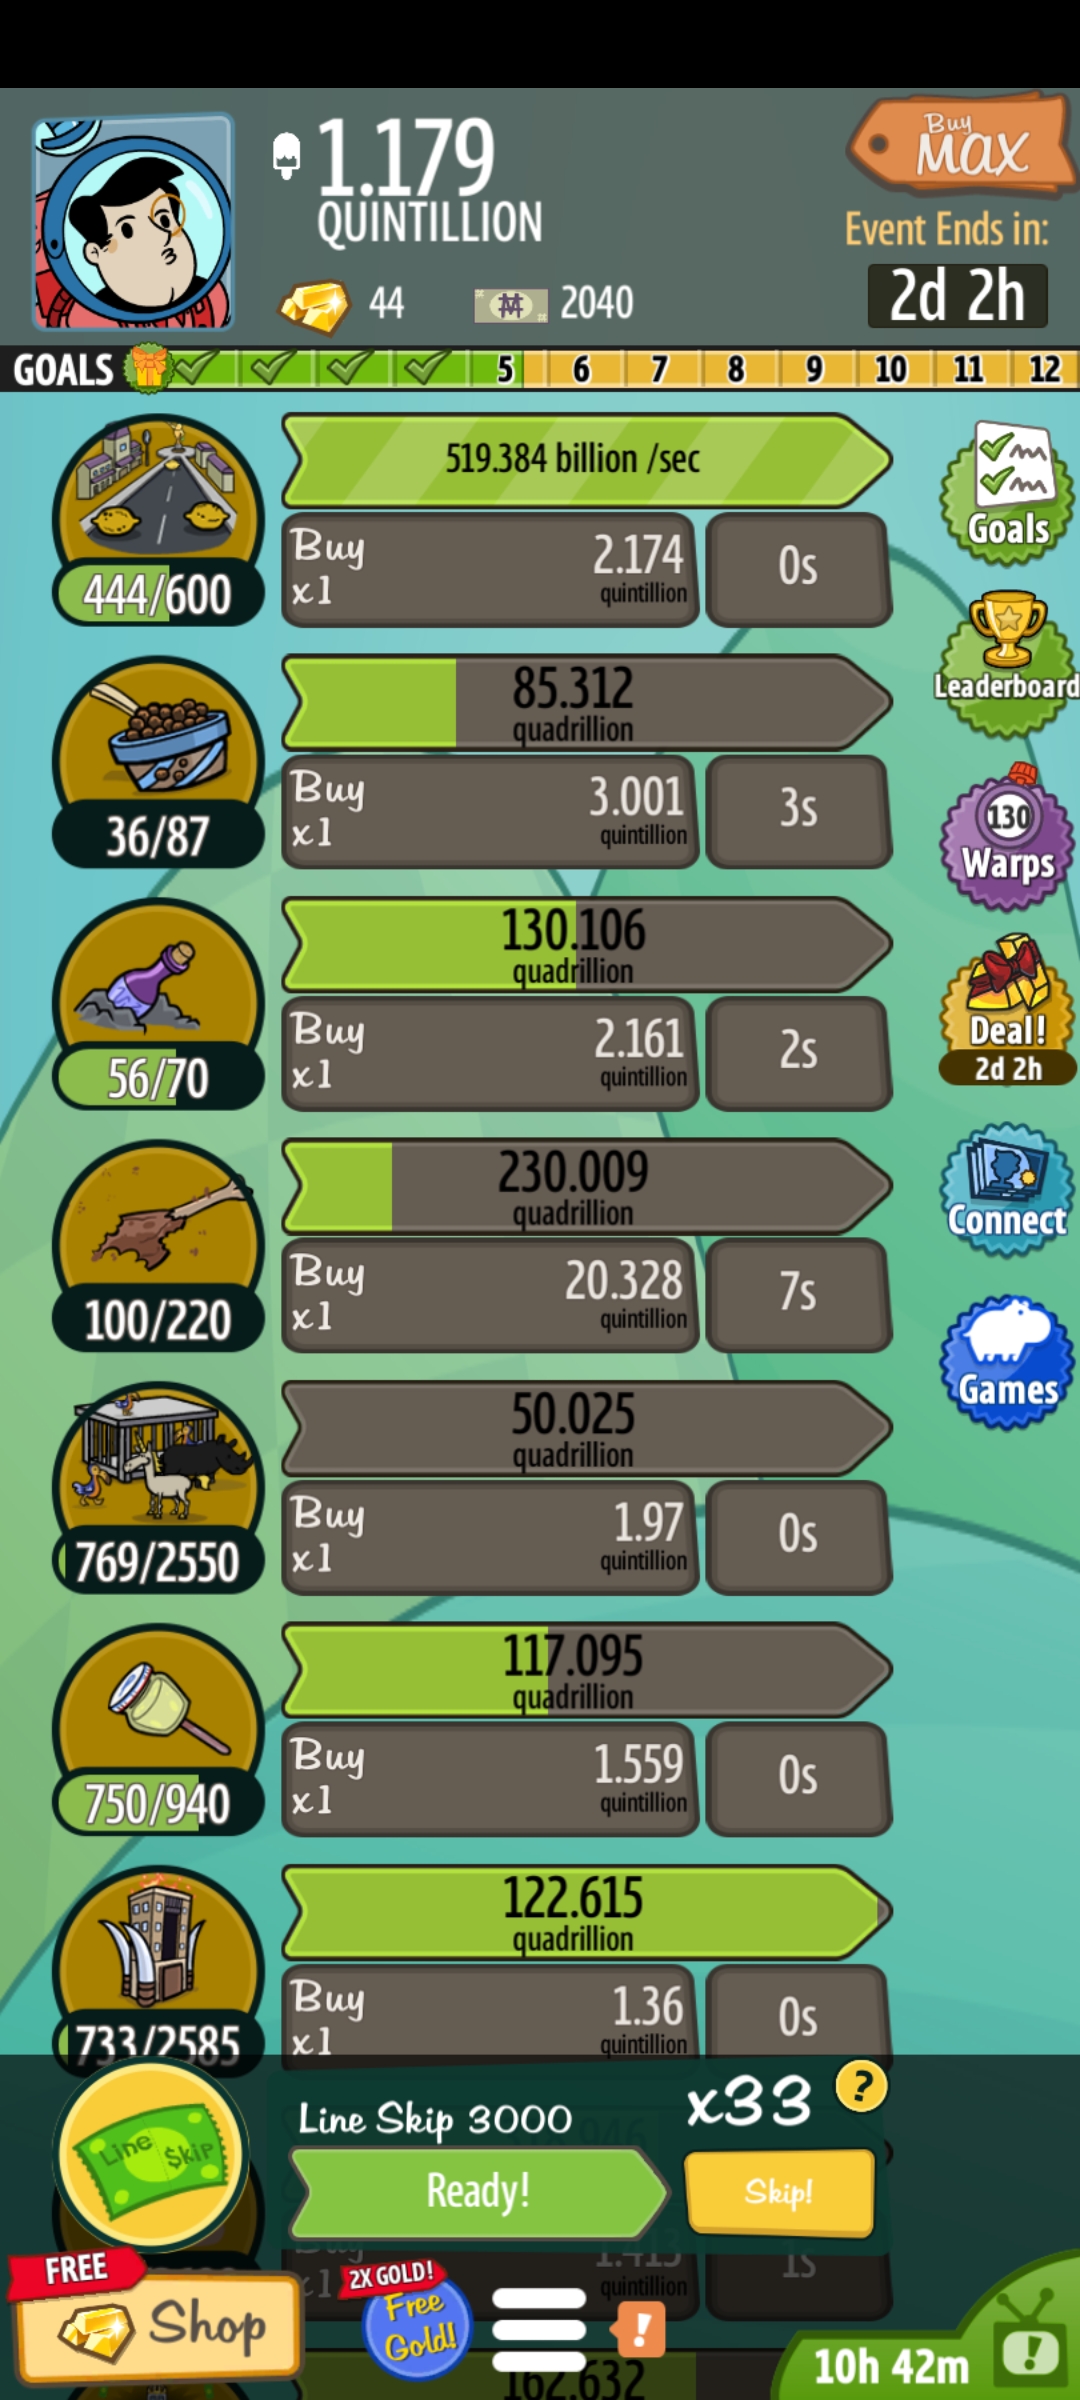 1.179
QUINTILLION
Buy
MAX
Event Ends in:
2d 2h
44
2040
GOALS 5 6 7 8 9 10 11 12
519.384 billion /sec
Buy
x1
2.174
quintillion
0s
444/600
Goals
Leaderboard
85.312
quadrillion
Buy
x1
3.001
quintillion
3s
36/87
130
Warps
130.106
quadrillion
Buy
x1
2.161
quintillion
2s
56/70
Deal!
2d 2h
230.009
quadrillion
Buy
x1
20.328
quintillion
7s
100/220
Connect
Games
50.025
quadrillion
Buy
x1
1.97
quintillion
0s
769/2550
117.095
quadrillion
Buy
x1
1.559
quintillion
0s
750/940
122.615
quadrillion
Buy
x1
1.36
quintillion
0s
733/2585
Line Skip
Line Skip 3000
x33
?
Ready!
Skip!
Buy
x1
1.413
quintillion
1s
FREE
Shop
2X GOLD!
Free
Gold!
!
10h 42m
!
162.632